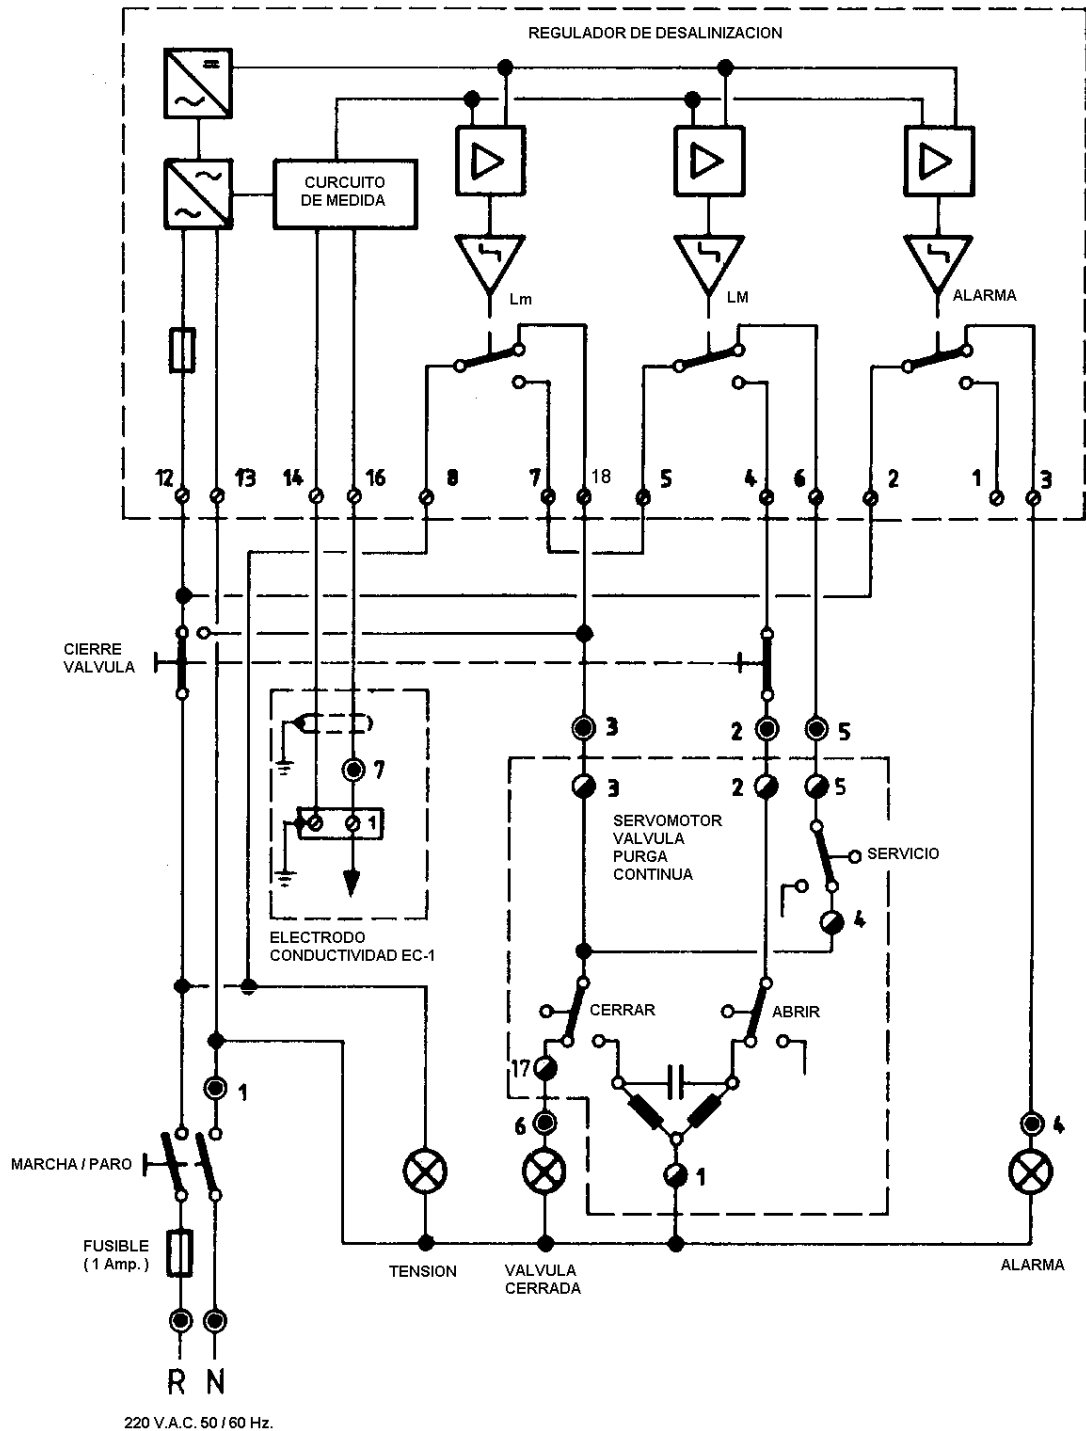 REGULADOR DE DESALINIZACION
CURCUITO
DE MEDIDA
Lm
LM
ALARMA
12
13
14
16
8
7
18
5
4
6
2
1
3
CIERRE
VALVULA
3
2
5
7
3
2
5
1
SERVOMOTOR
VALVULA
PURGA
CONTINUA
SERVICIO
4
ELECTRODO
CONDUCTIVIDAD EC-1
CERRAR
ABRIR
17
1
6
4
MARCHA / PARO
1
FUSIBLE
( 1 Amp. )
TENSION
VALVULA
CERRADA
ALARMA
R N
220 V.A.C. 50 / 60 Hz.